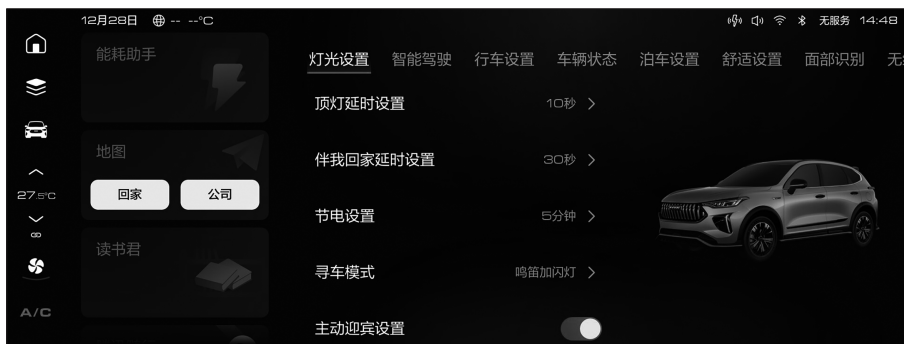 12月28日 -- --°C
无服务 14:48
能耗助手
地图
回家 公司
读书君
27.5°C
A/C
灯光设置 智能驾驶 行车设置 车辆状态 泊车设置 舒适设置 面部识别 无
顶灯延时设置 10秒
伴我回家延时设置 30秒
节电设置 5分钟
寻车模式 鸣笛加闪灯
主动迎宾设置